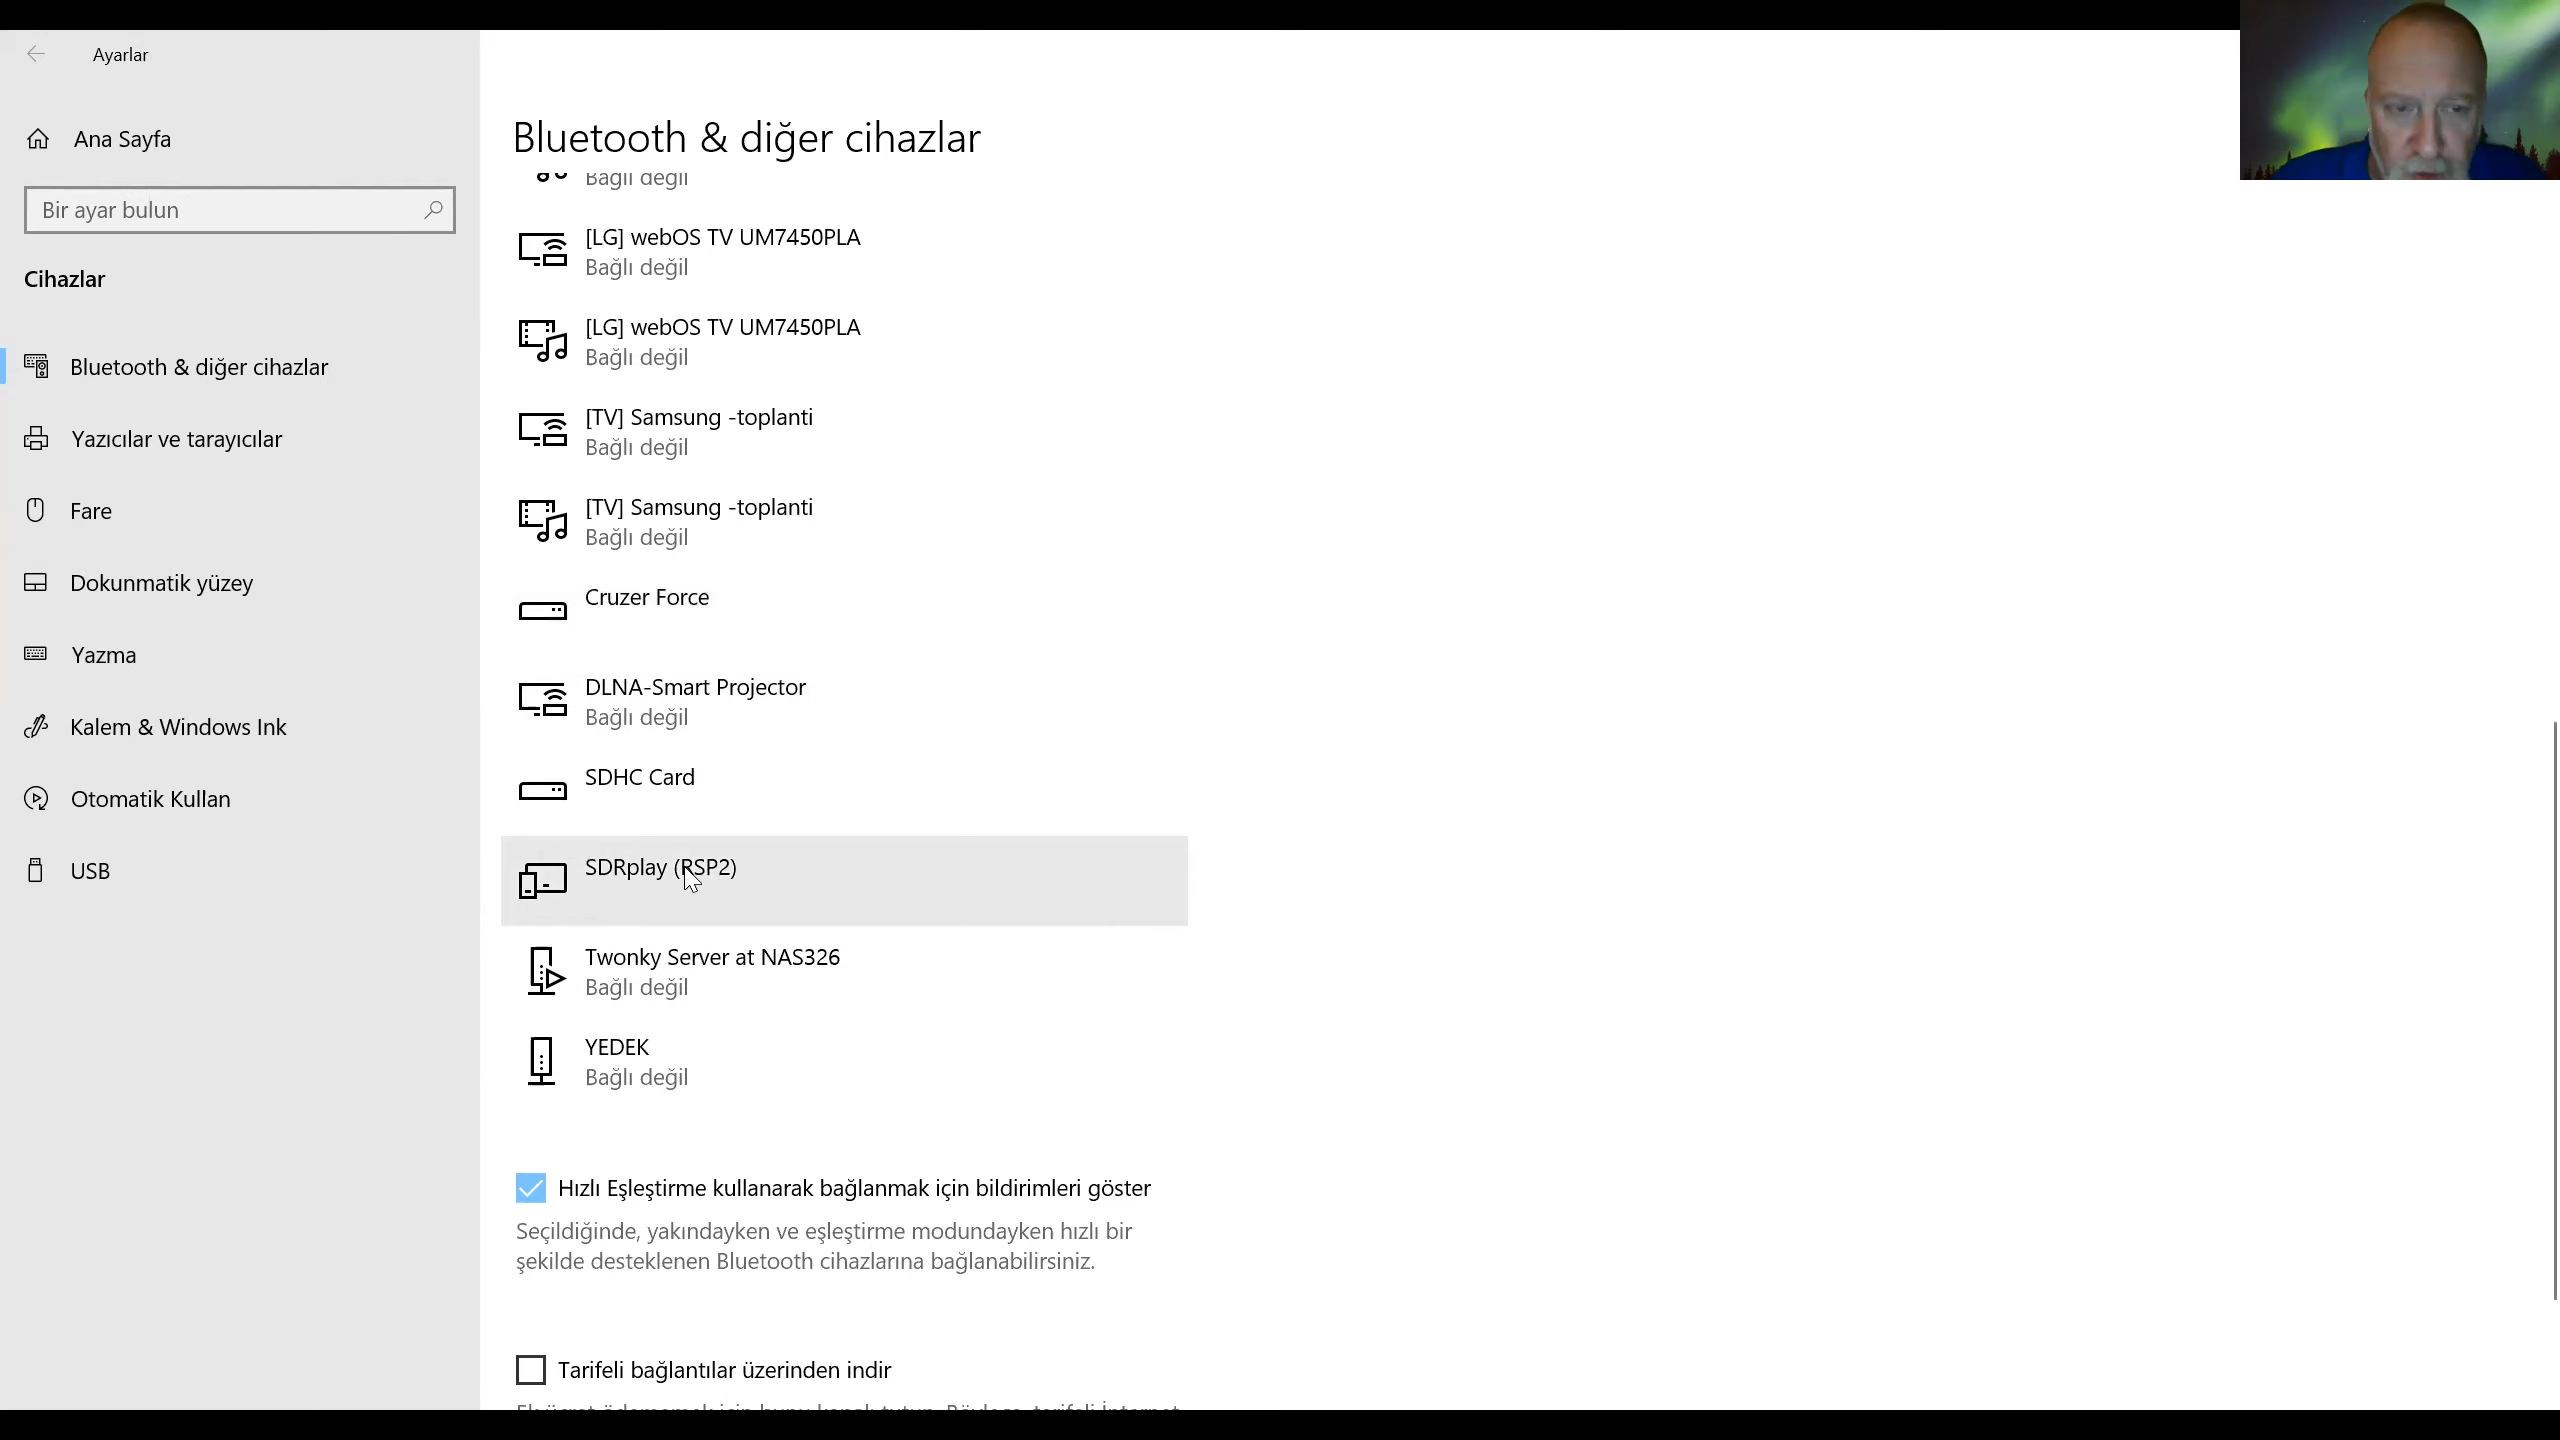 Ayarlar
Ana Sayfa
Bir ayar bulun
Cihazlar
Bluetooth & diğer cihazlar
Yazıcılar ve tarayıcılar
Fare
Dokunmatik yüzey
Yazma
Kalem & Windows Ink
Otomatik Kullan
USB
Bluetooth & diğer cihazlar
Bağlı değil
[LG] webOS TV UM7450PLA
Bağlı değil
[LG] webOS TV UM7450PLA
Bağlı değil
[TV] Samsung -toplanti
Bağlı değil
[TV] Samsung -toplanti
Bağlı değil
Cruzer Force
DLNA-Smart Projector
Bağlı değil
SDHC Card
SDRplay (RSP2)
Twonky Server at NAS326
Bağlı değil
YEDEK
Bağlı değil
Hızlı Eşleştirme kullanarak bağlanmak için bildirimleri göster
Seçildiğinde, yakındayken ve eşleştirme modundayken hızlı bir
şekilde desteklenen Bluetooth cihazlarına bağlanabilirsiniz.
Tarifeli bağlantılar üzerinden indir